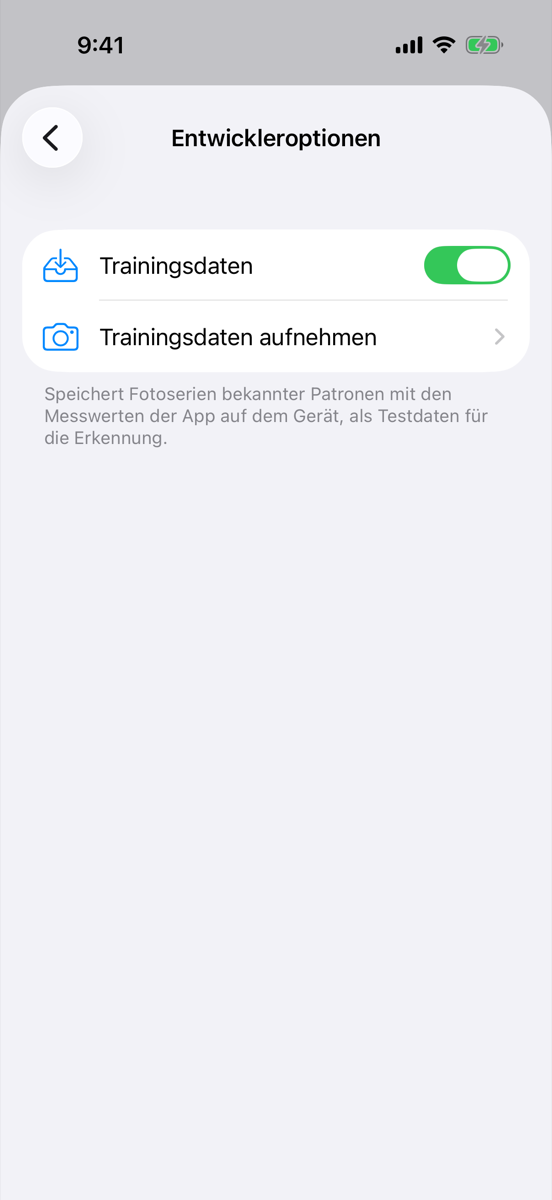 9:41
Entwickleroptionen
Trainingsdaten
Trainingsdaten aufnehmen
Speichert Fotoserien bekannter Patronen mit den
Messwerten der App auf dem Gerät, als Testdaten für
die Erkennung.